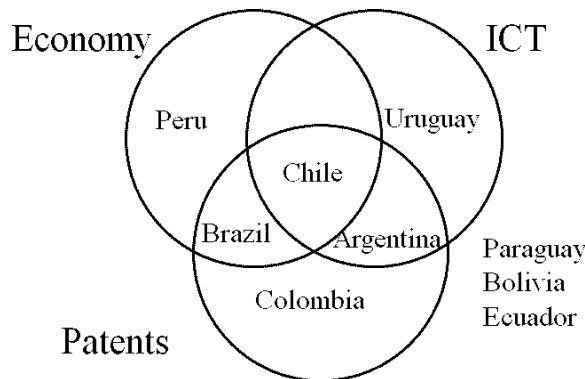 Economy
ICT
Peru
Uruguay
Chile
Brazil
Argentina
Paraguay
Bolivia
Ecuador
Colombia
Patents